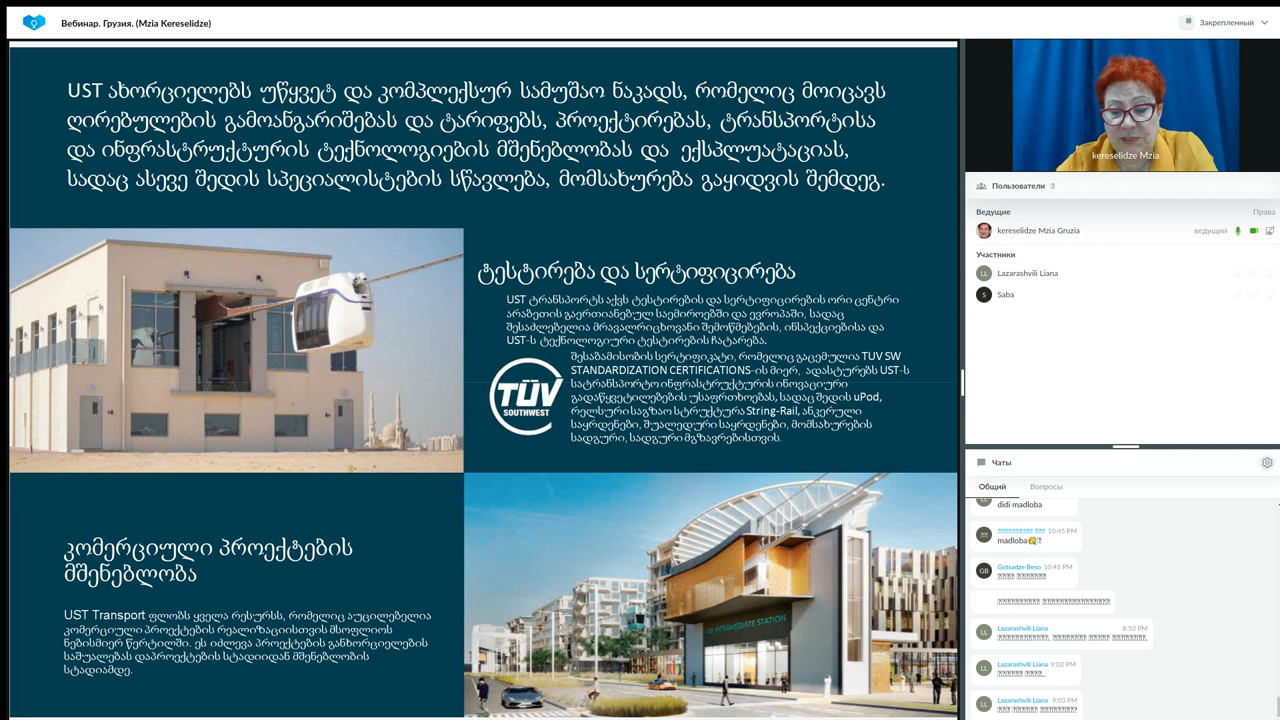 Вебинар. Грузия. (Mzia Kereselidze)
Закрепленный
UST ახორციელებს უწყვეტ და კომპლექსურ სამუშაო ნაკადს, რომელიც მოიცავს
ღირებულების გამოანგარიშებას და ტარიფებს, პროექტირებას, ტრანსპორტისა
და ინფრასტრუქტურის ტექნოლოგიების მშენებლობას და ექსპლუატაციას,
სადაც ასევე შედის სპეციალისტების სწავლება, მომსახურება გაყიდვის შემდეგ.
ტესტირება და სერტიფიცირება
UST ტრანსპორტს აქვს ტესტირების და სერტიფიცირების ორი ცენტრი
არაბეთის გაერთიანებულ საემიროებში და ევროპაში, სადაც
შესაძლებელია მრავალრიცხოვანი შემოწმებების, ინსპექციებისა და
UST-ს ტექნოლოგიური ტესტირების ჩატარება.
შესაბამისობის სერტიფიკატი, რომელიც გაცემულია TUV SW
STANDARDIZATION CERTIFICATIONS-ის მიერ, ადასტურებს UST-ს
სატრანსპორტო ინფრასტრუქტურის ინოვაციური
გადაწყვეტილებების უსაფრთხოებას, სადაც შედის uPod,
რელსური საგზაო სტრუქტურა String-Rail, ანკერული
საყრდენები, შუალედური საყრდენები, მომსახურების
სადგური, სადგური მგზავრებისთვის.
TÜV
SOUTHWEST
კომერციული პროექტების
მშენებლობა
UST Transport ფლობს ყველა რესურსს, რომელიც აუცილებელია
კომერციული პროექტების რეალიზაციისთვის მსოფლიოს
ნებისმიერ წერტილში. ეს იძლევა პროექტების განხორციელების
საშუალებას დაპროექტების სტადიიდან მშენებლობის
სტადიამდე.
INTERMEDIATE STATION
kereselidze Mzia
Пользователи 3
Ведущие Права
kereselidze Mzia Gruzia ведущий
Участники
LL Lazarashvili Liana
S Saba
Чаты
Общий Вопросы
didi madloba
10:45 PM
madloba
GB Gotsadze Beso 10:45 PM
LL Lazarashvili Liana 8:50 PM
LL Lazarashvili Liana 9:02 PM
LL Lazarashvili Liana 9:03 PM